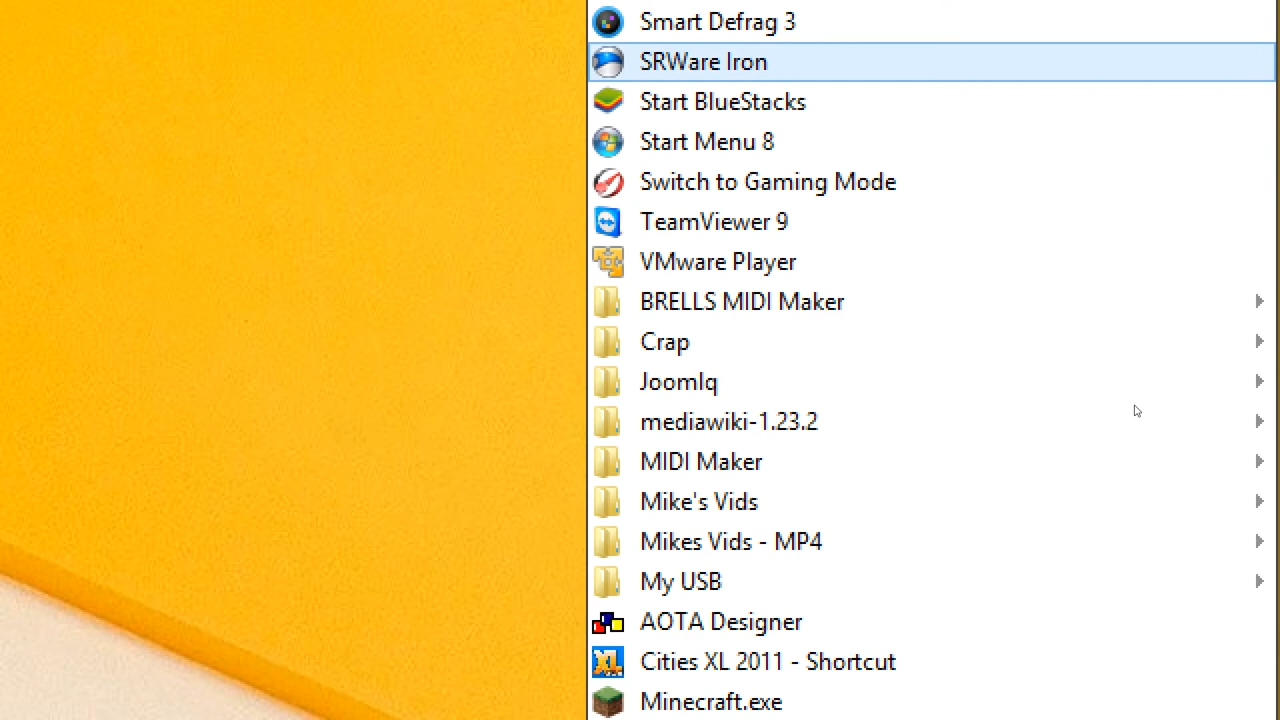 Smart Defrag 3
SRWare Iron
Start BlueStacks
Start Menu 8
Switch to Gaming Mode
TeamViewer 9
VMware Player
BRELLS MIDI Maker
Crap
Joomlq
mediawiki-1.23.2
MIDI Maker
Mike's Vids
Mikes Vids - MP4
My USB
AOTA Designer
Cities XL 2011 - Shortcut
Minecraft.exe